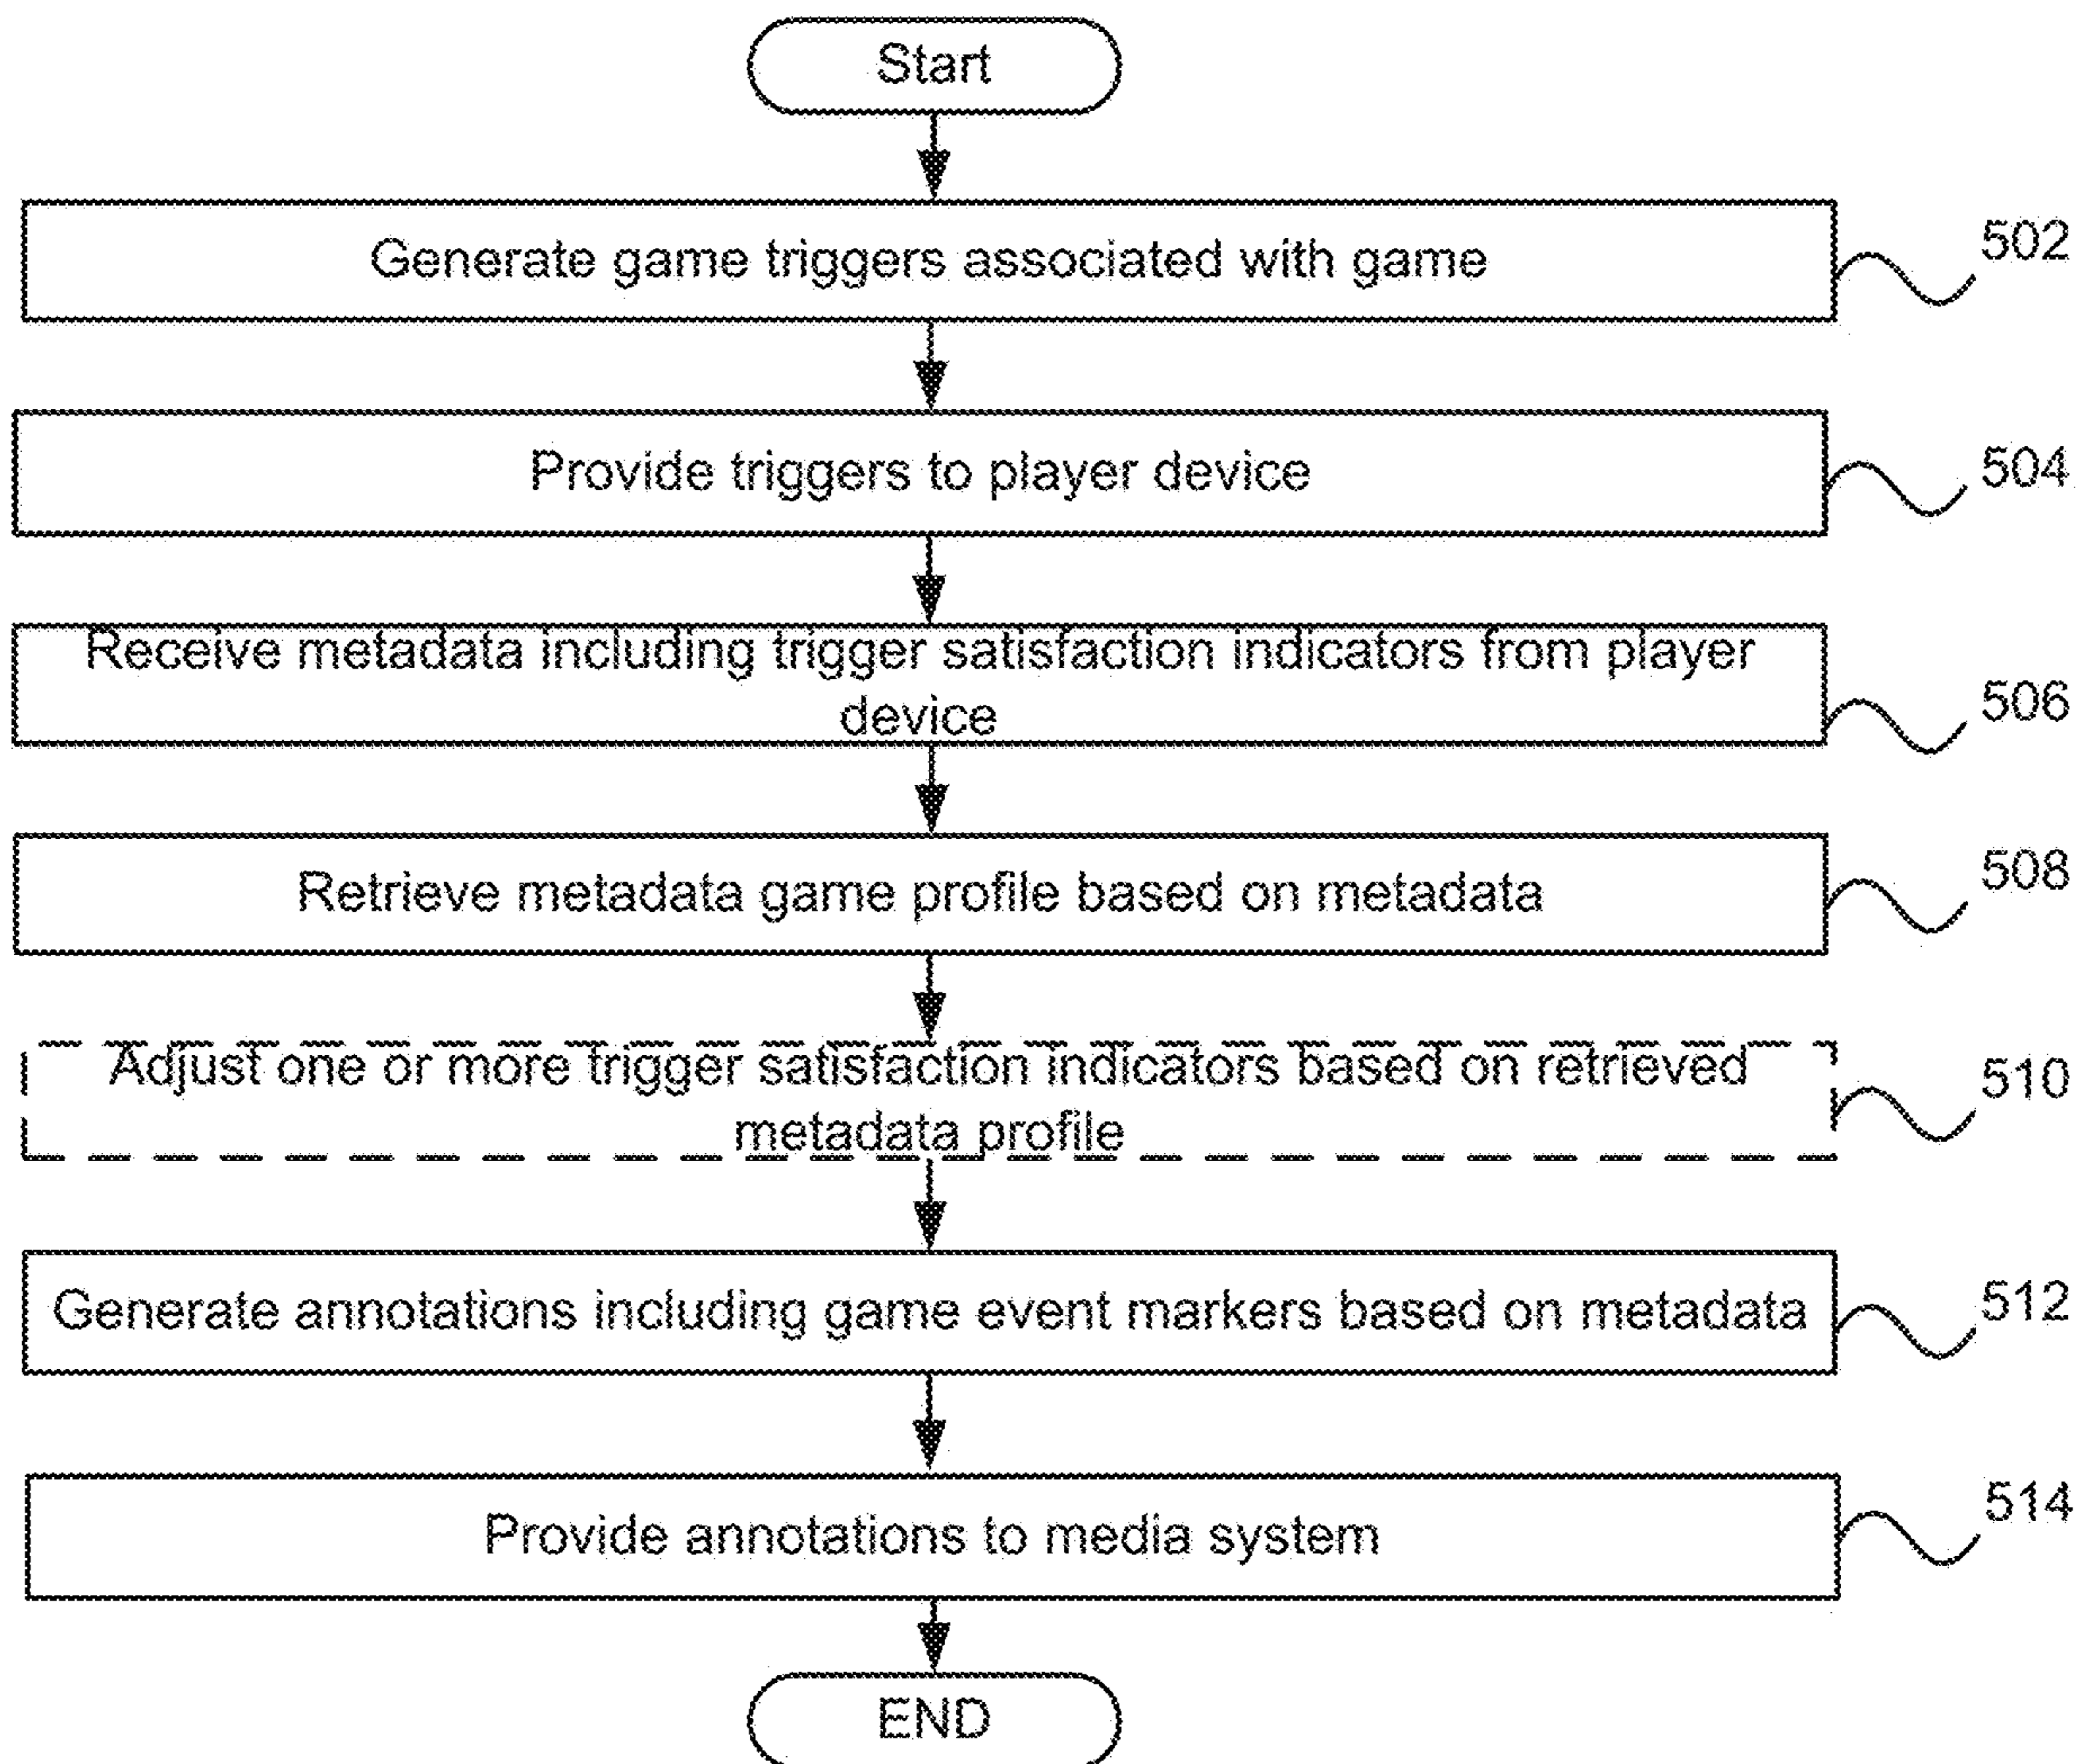 Start
Generate game triggers associated with game
502
Provide triggers to player device
504
Receive metadata including trigger satisfaction indicators from player
device
506
Retrieve metadata game profile based on metadata
508
Adjust one or more trigger satisfaction indicators based on retrieved
metadata profile
510
Generate annotations including game event markers based on metadata
512
Provide annotations to media system
514
END